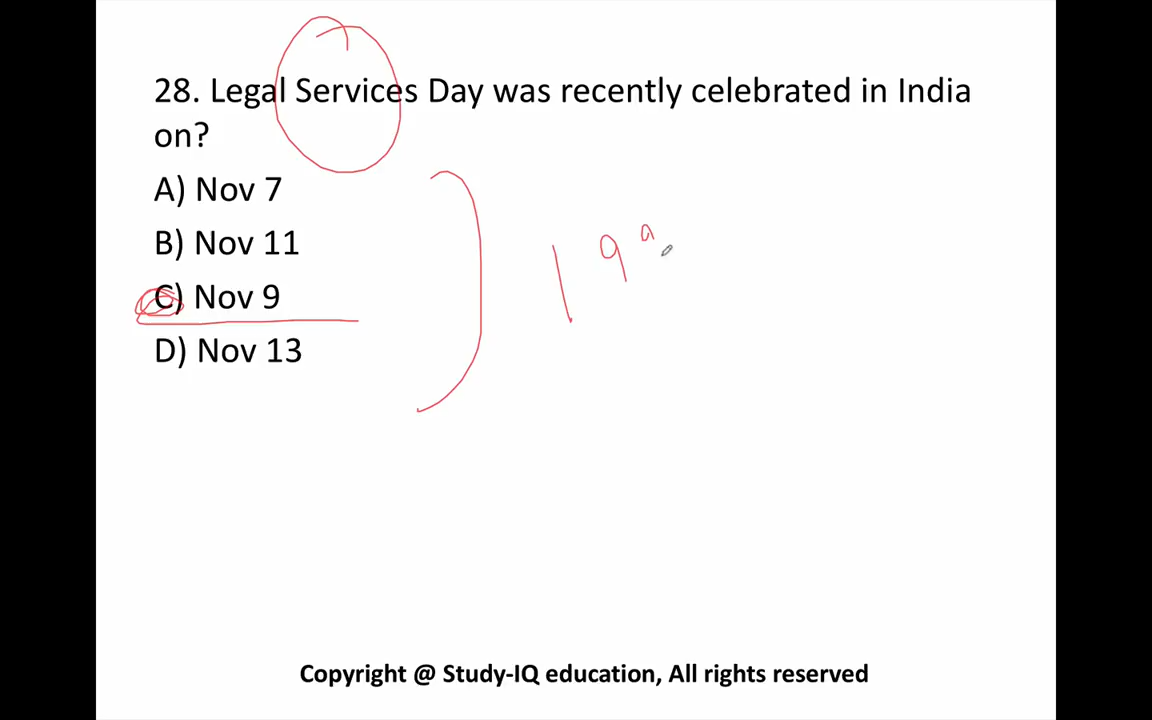 28. Legal Services Day was recently celebrated in India
on?
A) Nov 7
B) Nov 11
C) Nov 9
D) Nov 13
199
Copyright @ Study-IQ education, All rights reserved